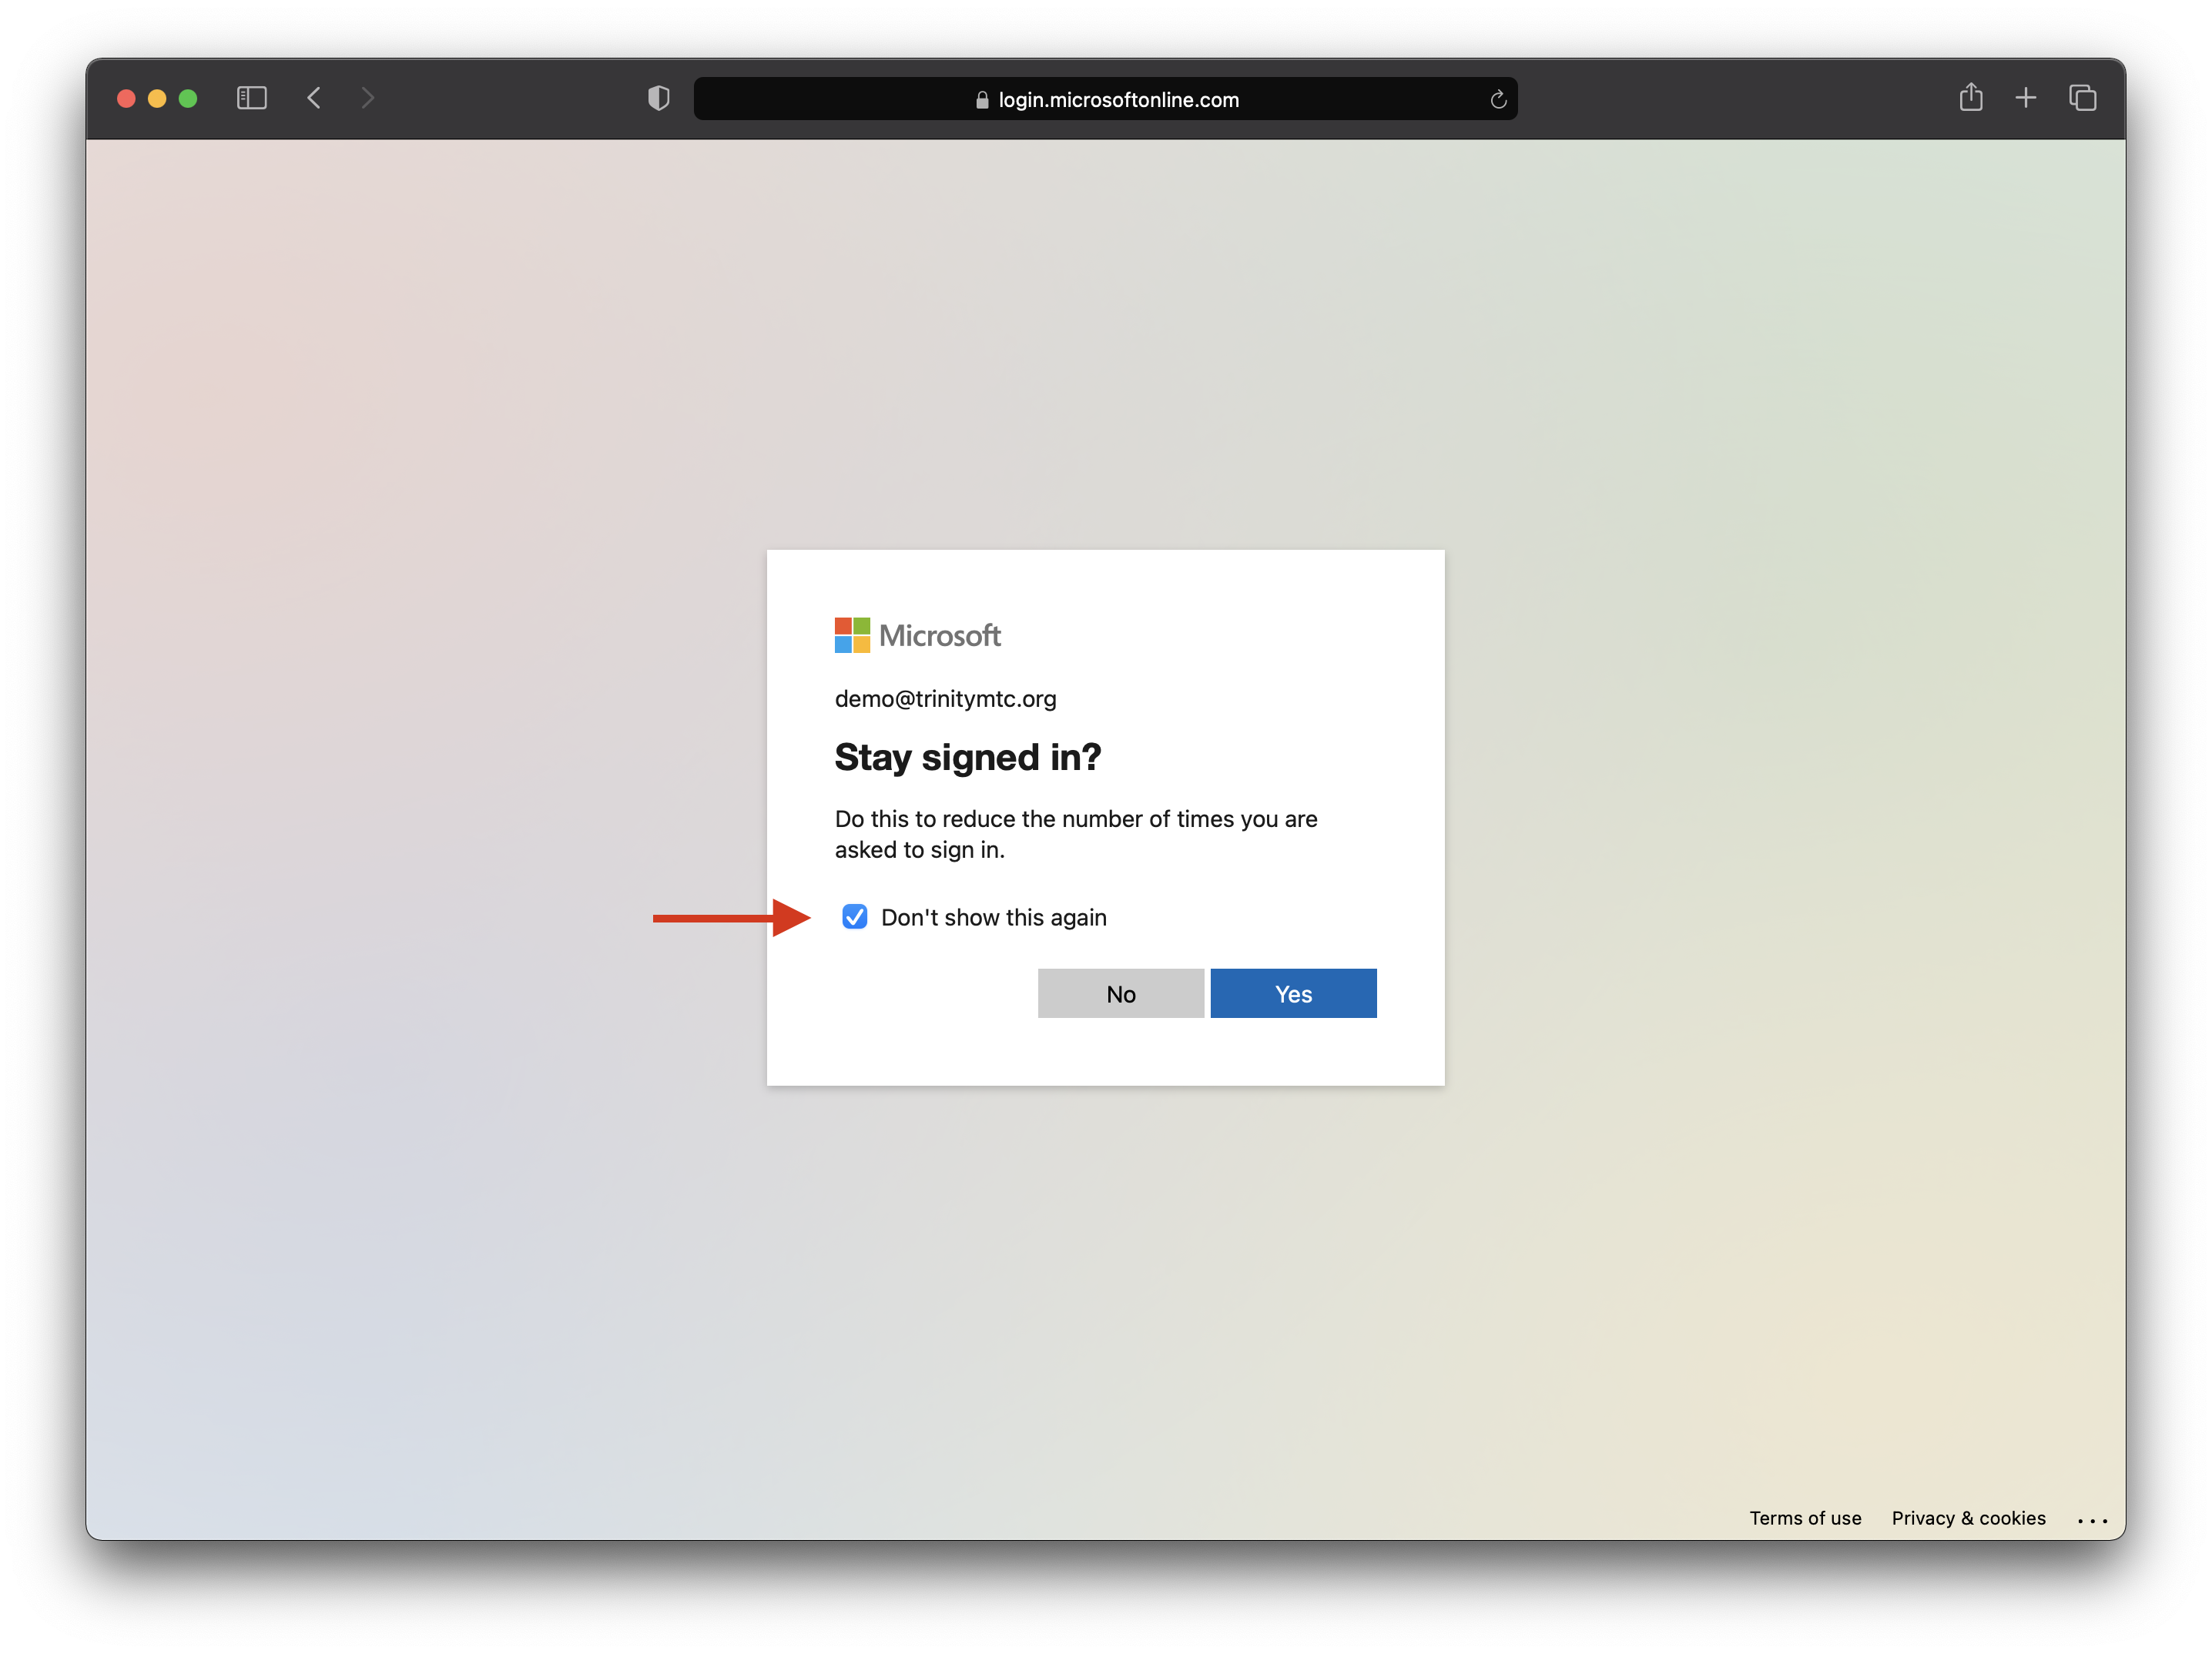 login.microsoftonline.com
Microsoft
demo@trinitymtc.org
Stay signed in?
Do this to reduce the number of times you are
asked to sign in.
Don't show this again
No Yes
Terms of use Privacy & cookies ...